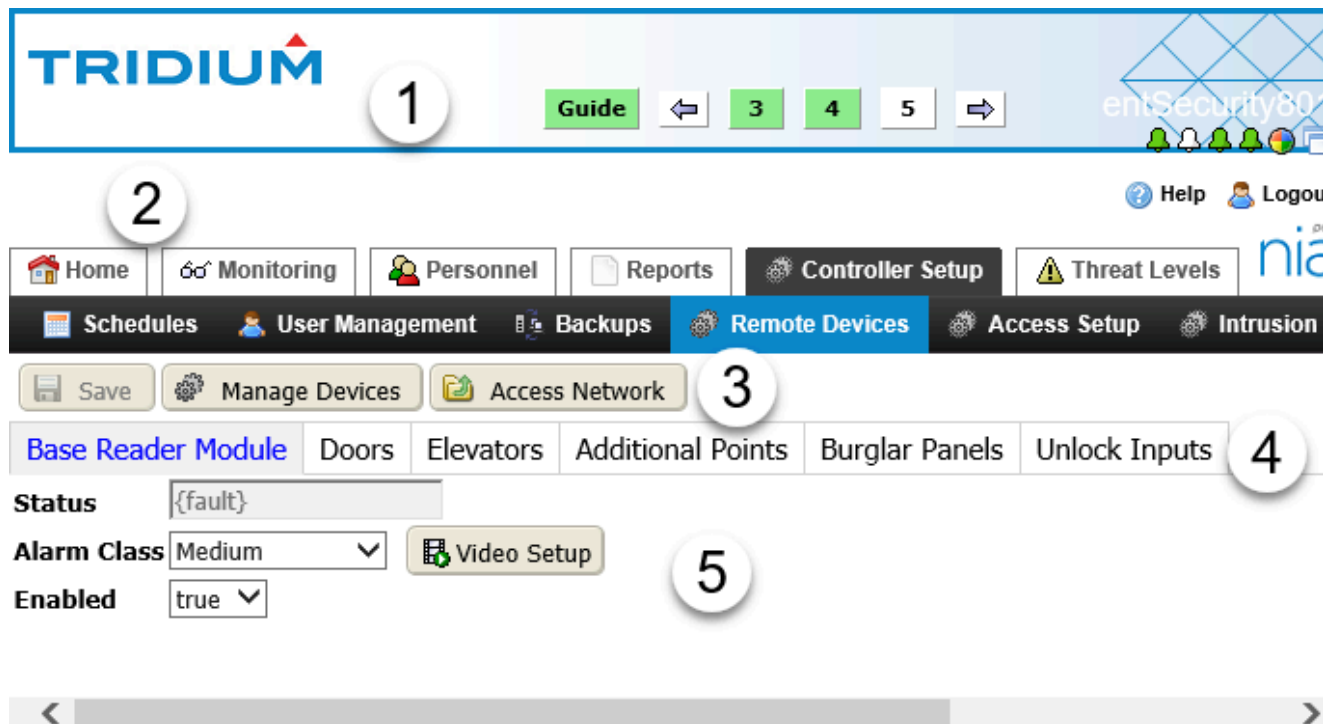 TRIDIUM
1
Guide 3 4 5
entSecurity801
2
Help Logou
nia
Home Monitoring Personnel Reports Controller Setup Threat Levels
Schedules User Management Backups Remote Devices Access Setup Intrusion
Save Manage Devices Access Network 3
Base Reader Module Doors Elevators Additional Points Burglar Panels Unlock Inputs 4
Status {fault}
Alarm Class Medium Video Setup 5
Enabled true